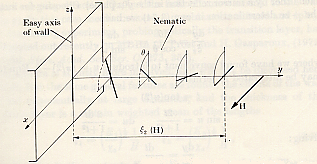 Easy axis
of wall
z
Nematic
θ
y
x
H
ξ₂ (H)